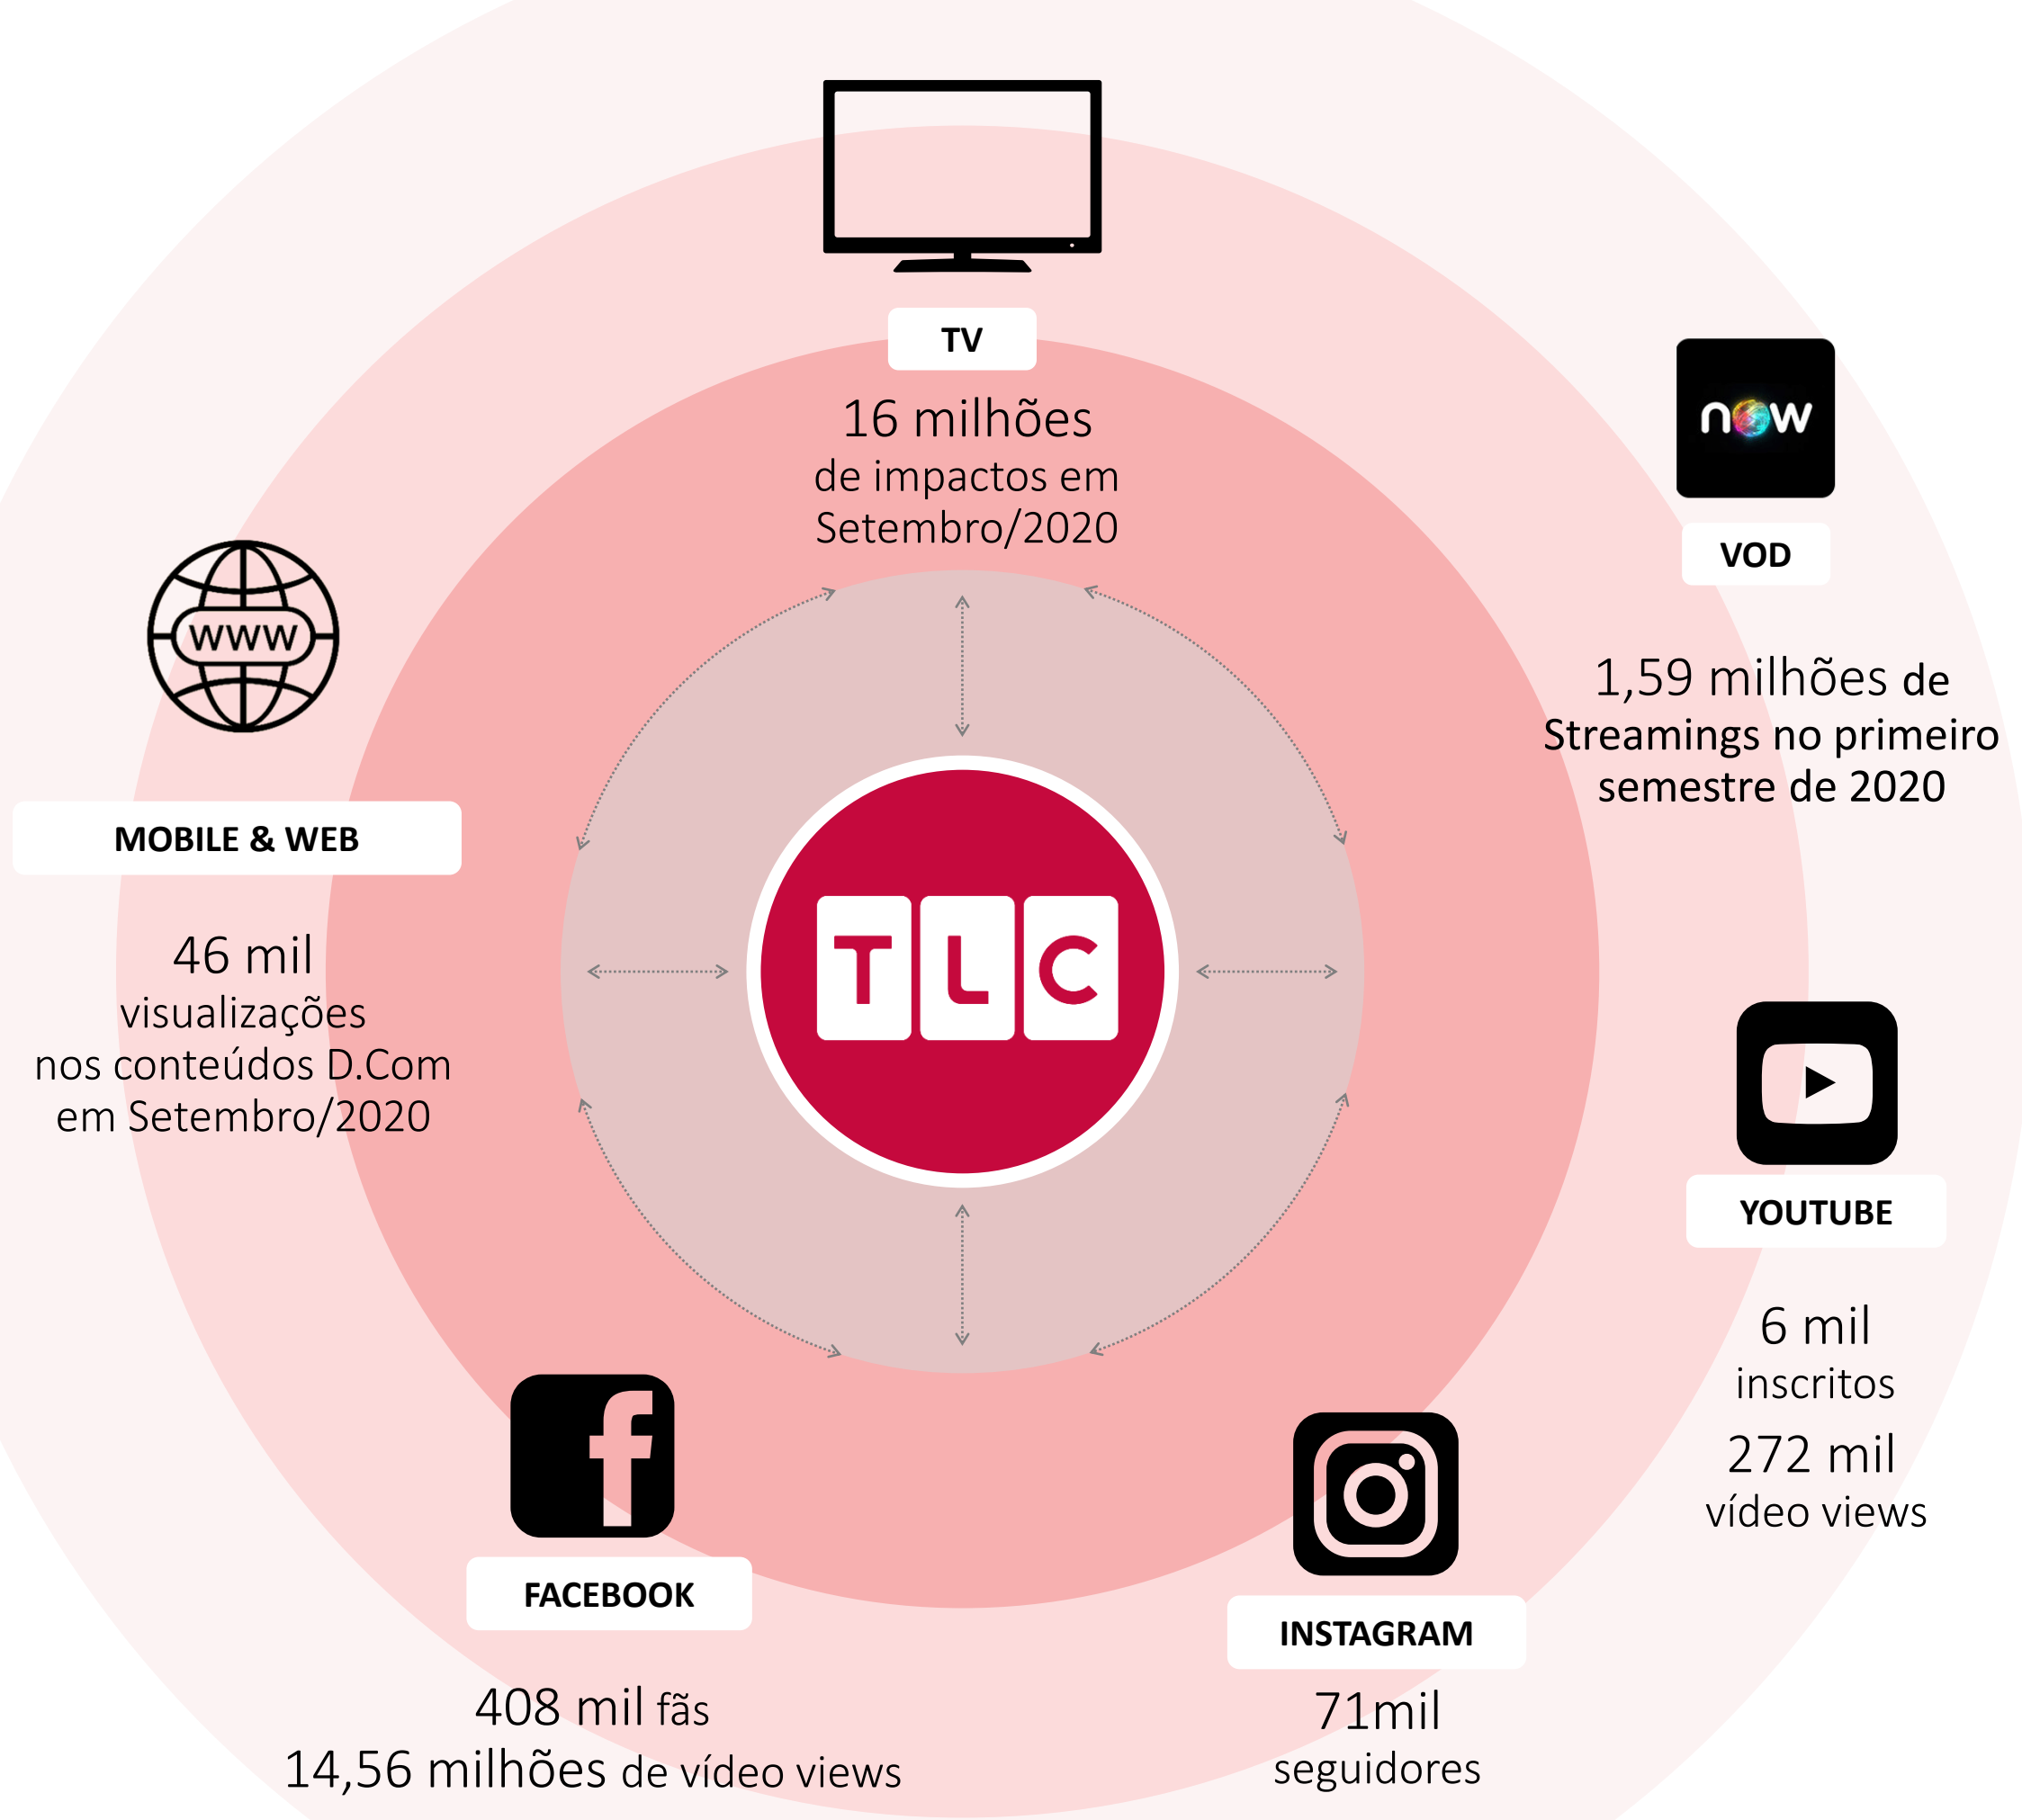 TV
16 milhões
de impactos em
Setembro/2020
now
VOD
1,59 milhões de
Streamings no primeiro
semestre de 2020
WWW
MOBILE & WEB
46 mil
visualizações
nos conteúdos D.Com
em Setembro/2020
TLC
YOUTUBE
6 mil
inscritos
272 mil
vídeo views
f
FACEBOOK
408 mil fãs
14,56 milhões de vídeo views
INSTAGRAM
71mil
seguidores